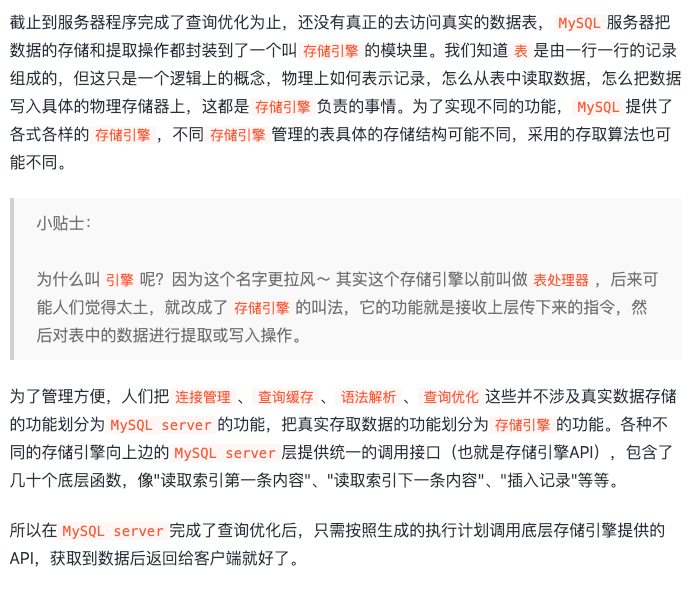 截止到服务器程序完成了查询优化为止，还没有真正的去访问真实的数据表， MySQL 服务器把
数据的存储和提取操作都封装到了一个叫 存储引擎 的模块里。我们知道 表 是由一行一行的记录
组成的，但这只是一个逻辑上的概念，物理上如何表示记录，怎么从表中读取数据，怎么把数据
写入具体的物理存储器上，这都是 存储引擎 负责的事情。为了实现不同的功能， MySQL 提供了
各式各样的 存储引擎 ，不同 存储引擎 管理的表具体的存储结构可能不同，采用的存取算法也可
能不同。
小贴士：
为什么叫 引擎 呢？因为这个名字更拉风～ 其实这个存储引擎以前叫做 表处理器 ，后来可
能人们觉得太土，就改成了 存储引擎 的叫法，它的功能就是接收上层传下来的指令，然
后对表中的数据进行提取或写入操作。
为了管理方便，人们把 连接管理 、 查询缓存 、 语法解析 、 查询优化 这些并不涉及真实数据存储
的功能划分为 MySQL server 的功能，把真实存取数据的功能划分为 存储引擎 的功能。各种不
同的存储引擎向上边的 MySQL server 层提供统一的调用接口（也就是存储引擎API），包含了
几十个底层函数，像"读取索引第一条内容"、"读取索引下一条内容"、"插入记录"等等。
所以在 MySQL server 完成了查询优化后，只需按照生成的执行计划调用底层存储引擎提供的
API，获取到数据后返回给客户端就好了。